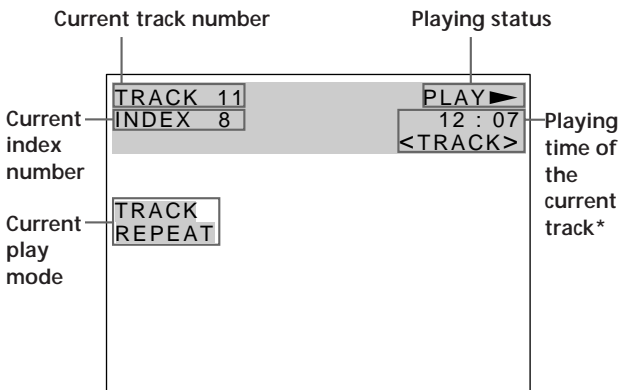 Current track number
Playing status
TRACK 11
PLAY
INDEX 8
12 : 07
<TRACK>
Current
index
number
Playing
time of
the
current
track*
TRACK
REPEAT
Current
play
mode